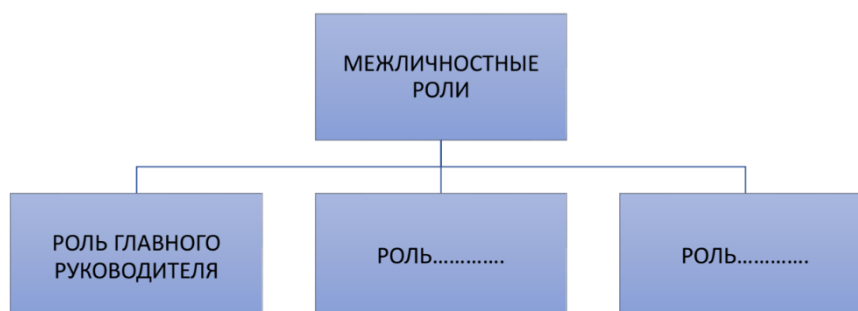 МЕЖЛИЧНОСТНЫЕ
РОЛИ
РОЛЬ ГЛАВНОГО
РУКОВОДИТЕЛЯ
РОЛЬ………….
РОЛЬ………….